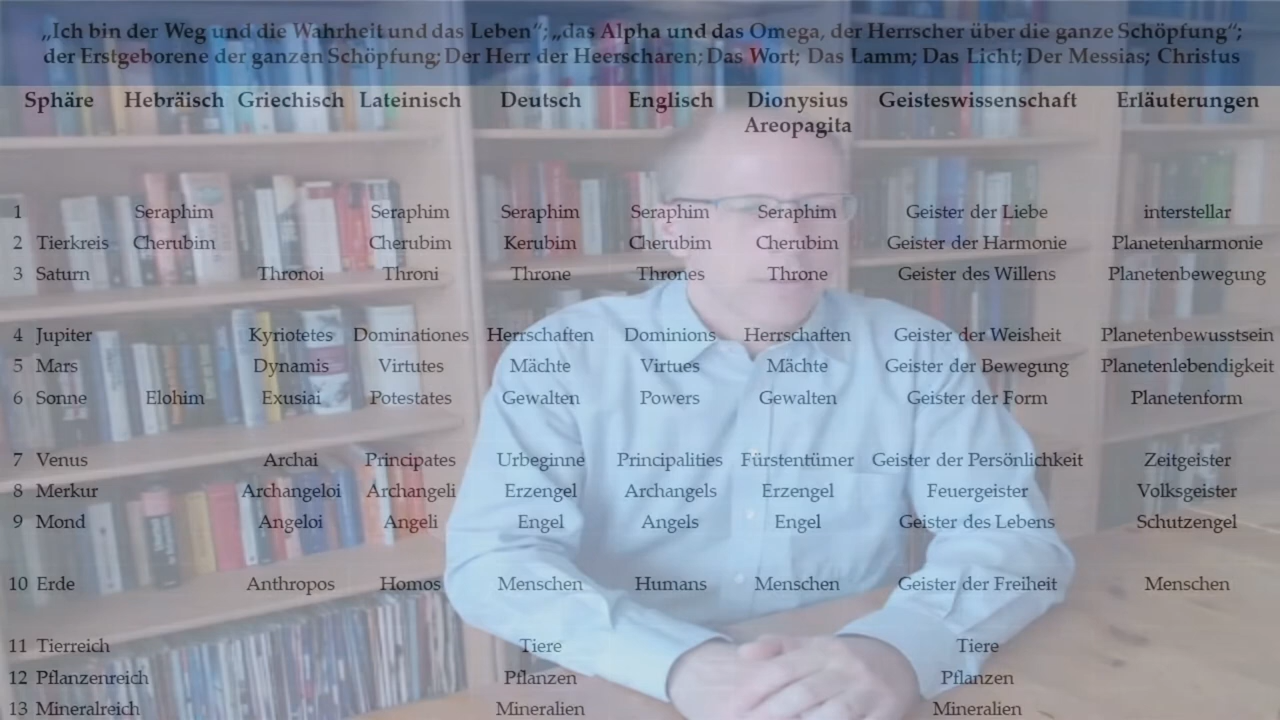 „Ich bin der Weg und die Wahrheit und das Leben“; „das Alpha und das Omega, der Herrscher über die ganze Schöpfung“;
der Erstgeborene der ganzen Schöpfung; Der Herr der Heerscharen; Das Wort; Das Lamm; Das Licht; Der Messias; Christus
Sphäre Hebräisch Griechisch Lateinisch Deutsch Englisch Dionysius Geisteswissenschaft Erläuterungen
Areopagita
1 Seraphim Seraphim Seraphim Seraphim Seraphim Geister der Liebe interstellar
2 Tierkreis Cherubim Cherubim Kerubim Cherubim Cherubim Geister der Harmonie Planetenharmonie
3 Saturn Thronoi Throni Throne Thrones Throne Geister des Willens Planetenbewegung
4 Jupiter Kyriotetes Dominationes Herrschaften Dominions Herrschaften Geister der Weisheit Planetenbewusstsein
5 Mars Dynamis Virtutes Mächte Virtues Mächte Geister der Bewegung Planetenlebendigkeit
6 Sonne Elohim Exusiai Potestates Gewalten Powers Gewalten Geister der Form Planetenform
7 Venus Archai Principates Urbeginne Principalities Fürstentümer Geister der Persönlichkeit Zeitgeister
8 Merkur Archangeloi Archangeli Erzengel Archangels Erzengel Feuergeister Volksgeister
9 Mond Angeloi Angeli Engel Angels Engel Geister des Lebens Schutzengel
10 Erde Anthropos Homos Menschen Humans Menschen Geister der Freiheit Menschen
11 Tierreich Tiere Tiere
12 Pflanzenreich Pflanzen Pflanzen
13 Mineralreich Mineralien Mineralien